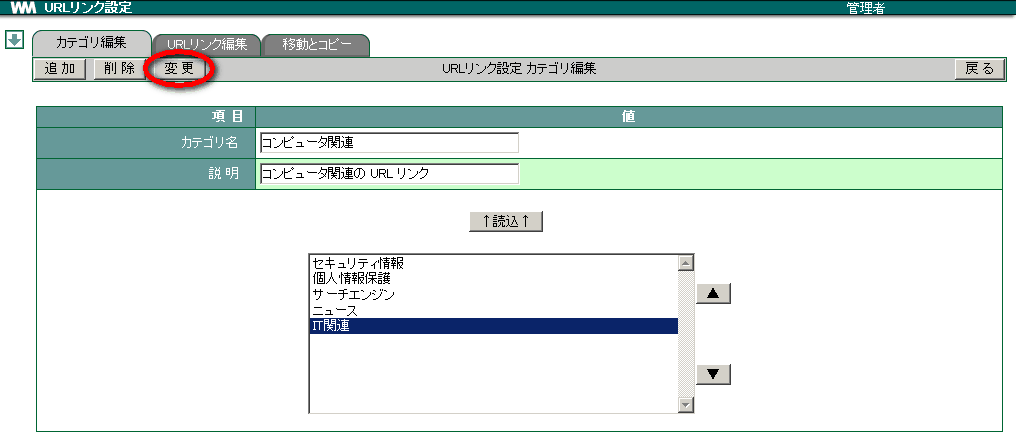 WM URLリンク設定 管理者
カテゴリ編集 URLリンク編集 移動とコピー
追加 削除 変更 URLリンク設定 カテゴリ編集 戻る
項目 値
カテゴリ名 コンピュータ関連
説明 コンピュータ関連の URL リンク
↑読込↑
セキュリティ情報
個人情報保護
サーチエンジン
ニュース
IT関連